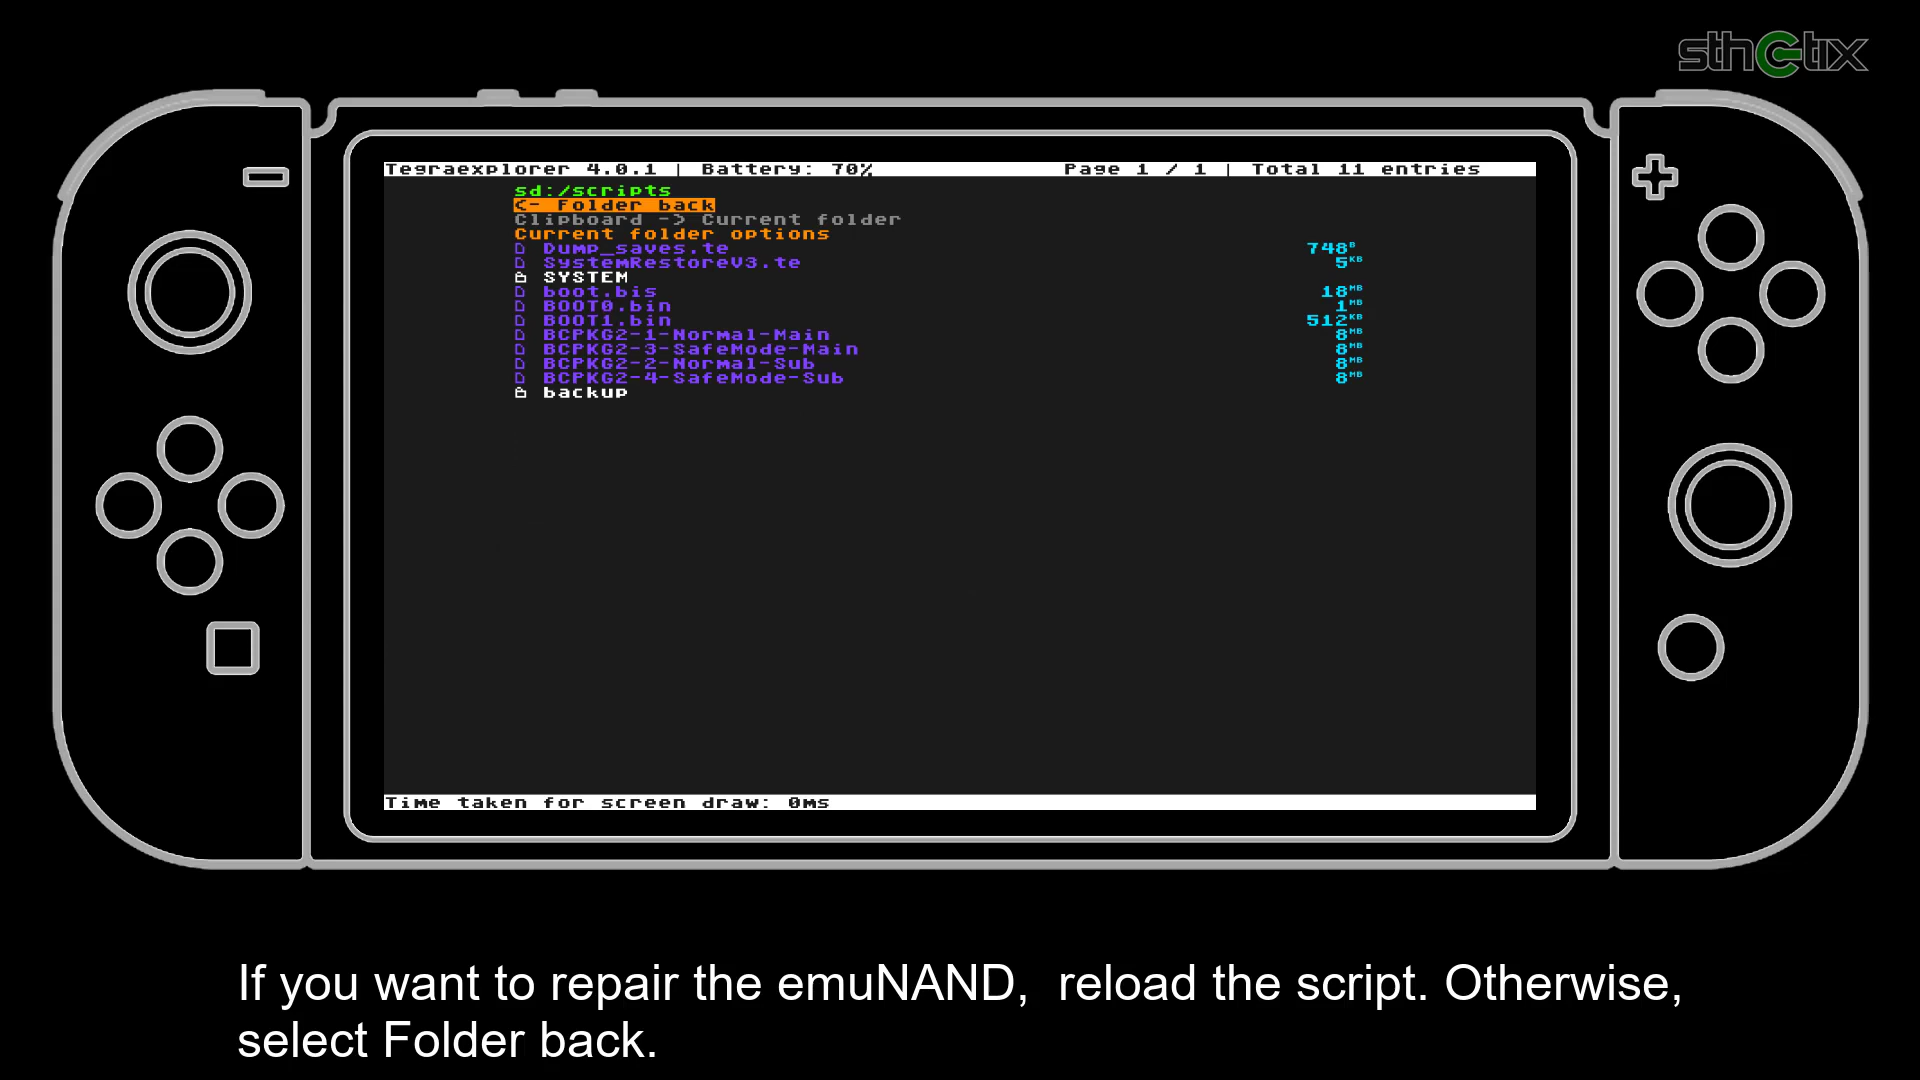 sthetix
Tegraexplorer 4.0.1 | Battery: 70% Page 1 / 1 | Total 11 entries
sd:/scripts
<- Folder back
Clipboard -> Current folder
Current folder options
Dump_saves.te 748B
SystemRestoreV3.te 5KB
SYSTEM
boot.bis 18MB
BOOT0.bin 1MB
BOOT1.bin 512KB
BCPKG2-1-Normal-Main 8MB
BCPKG2-3-SafeMode-Main 8MB
BCPKG2-2-Normal-Sub 8MB
BCPKG2-4-SafeMode-Sub 8MB
backup
Time taken for screen draw: 0ms
If you want to repair the emuNAND,  reload the script. Otherwise,
select Folder back.